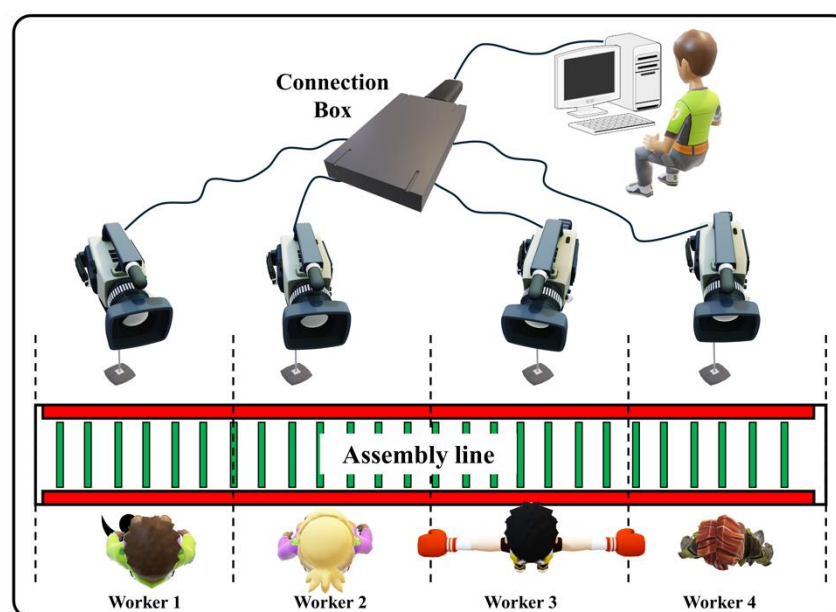 Connection
Box
Assembly line
Worker 1
Worker 2
Worker 3
Worker 4